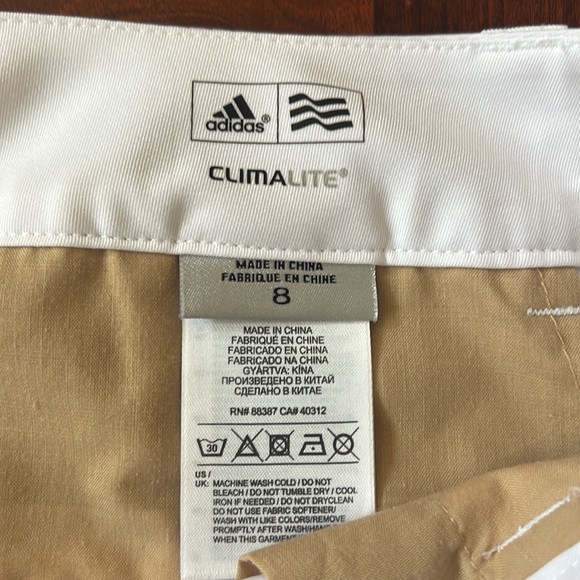 adidas®
CLIMALITE®
MADE IN CHINA
FABRIQUE EN CHINE
8
MADE IN CHINA
FABRIQUÉ EN CHINE
FABRICADO EN CHINA
FABRICADO NA CHINA
GYÁRTVA: KÍNA
ПРОИЗВЕДЕНО В КИТАЙ
СДЕЛАНО В КИТАЕ
RN# 88387 CA# 40312
30
US /
UK: MACHINE WASH COLD / DO NOT
BLEACH / DO NOT TUMBLE DRY / COOL
IRON IF NEEDED / DO NOT DRYCLEAN
DO NOT USE FABRIC SOFTENER/
WASH WITH LIKE COLORS/REMOVE
PROMPTLY AFTER WASH/HAND
WHEN THIS GARMENT